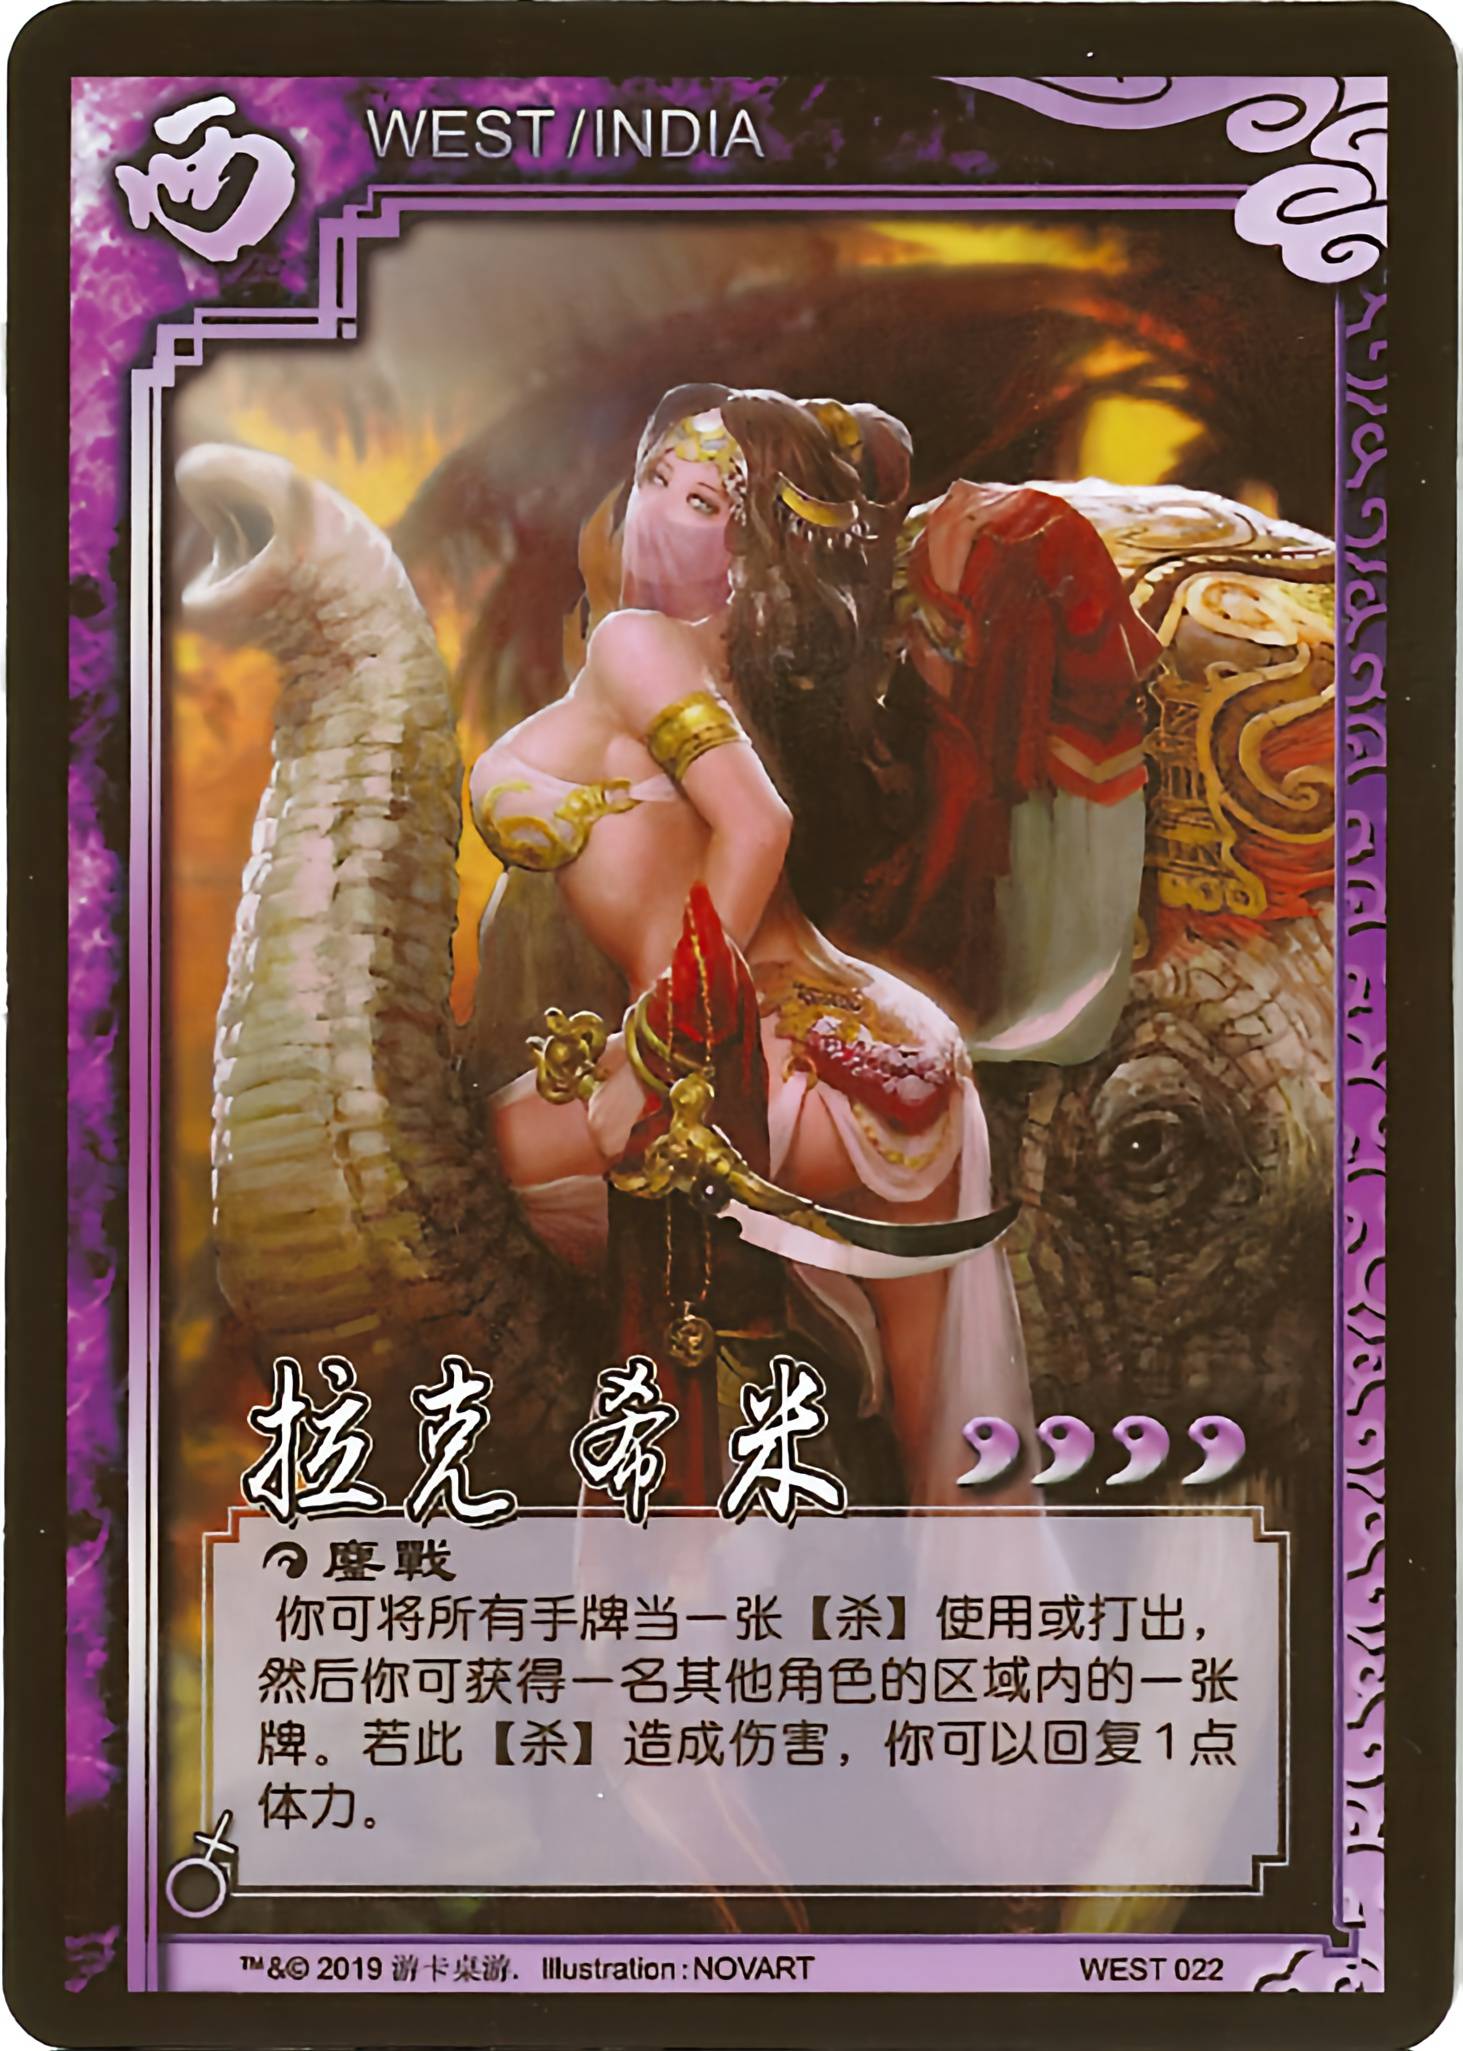 西
WEST /INDIA
拉克希米
鏖戰
你可将所有手牌当一张【杀】使用或打出，
然后你可获得一名其他角色的区域内的一张
牌。若此【杀】造成伤害，你可以回复1点
体力。
™&© 2019 游卡桌游. Illustration : NOVART
WEST 022